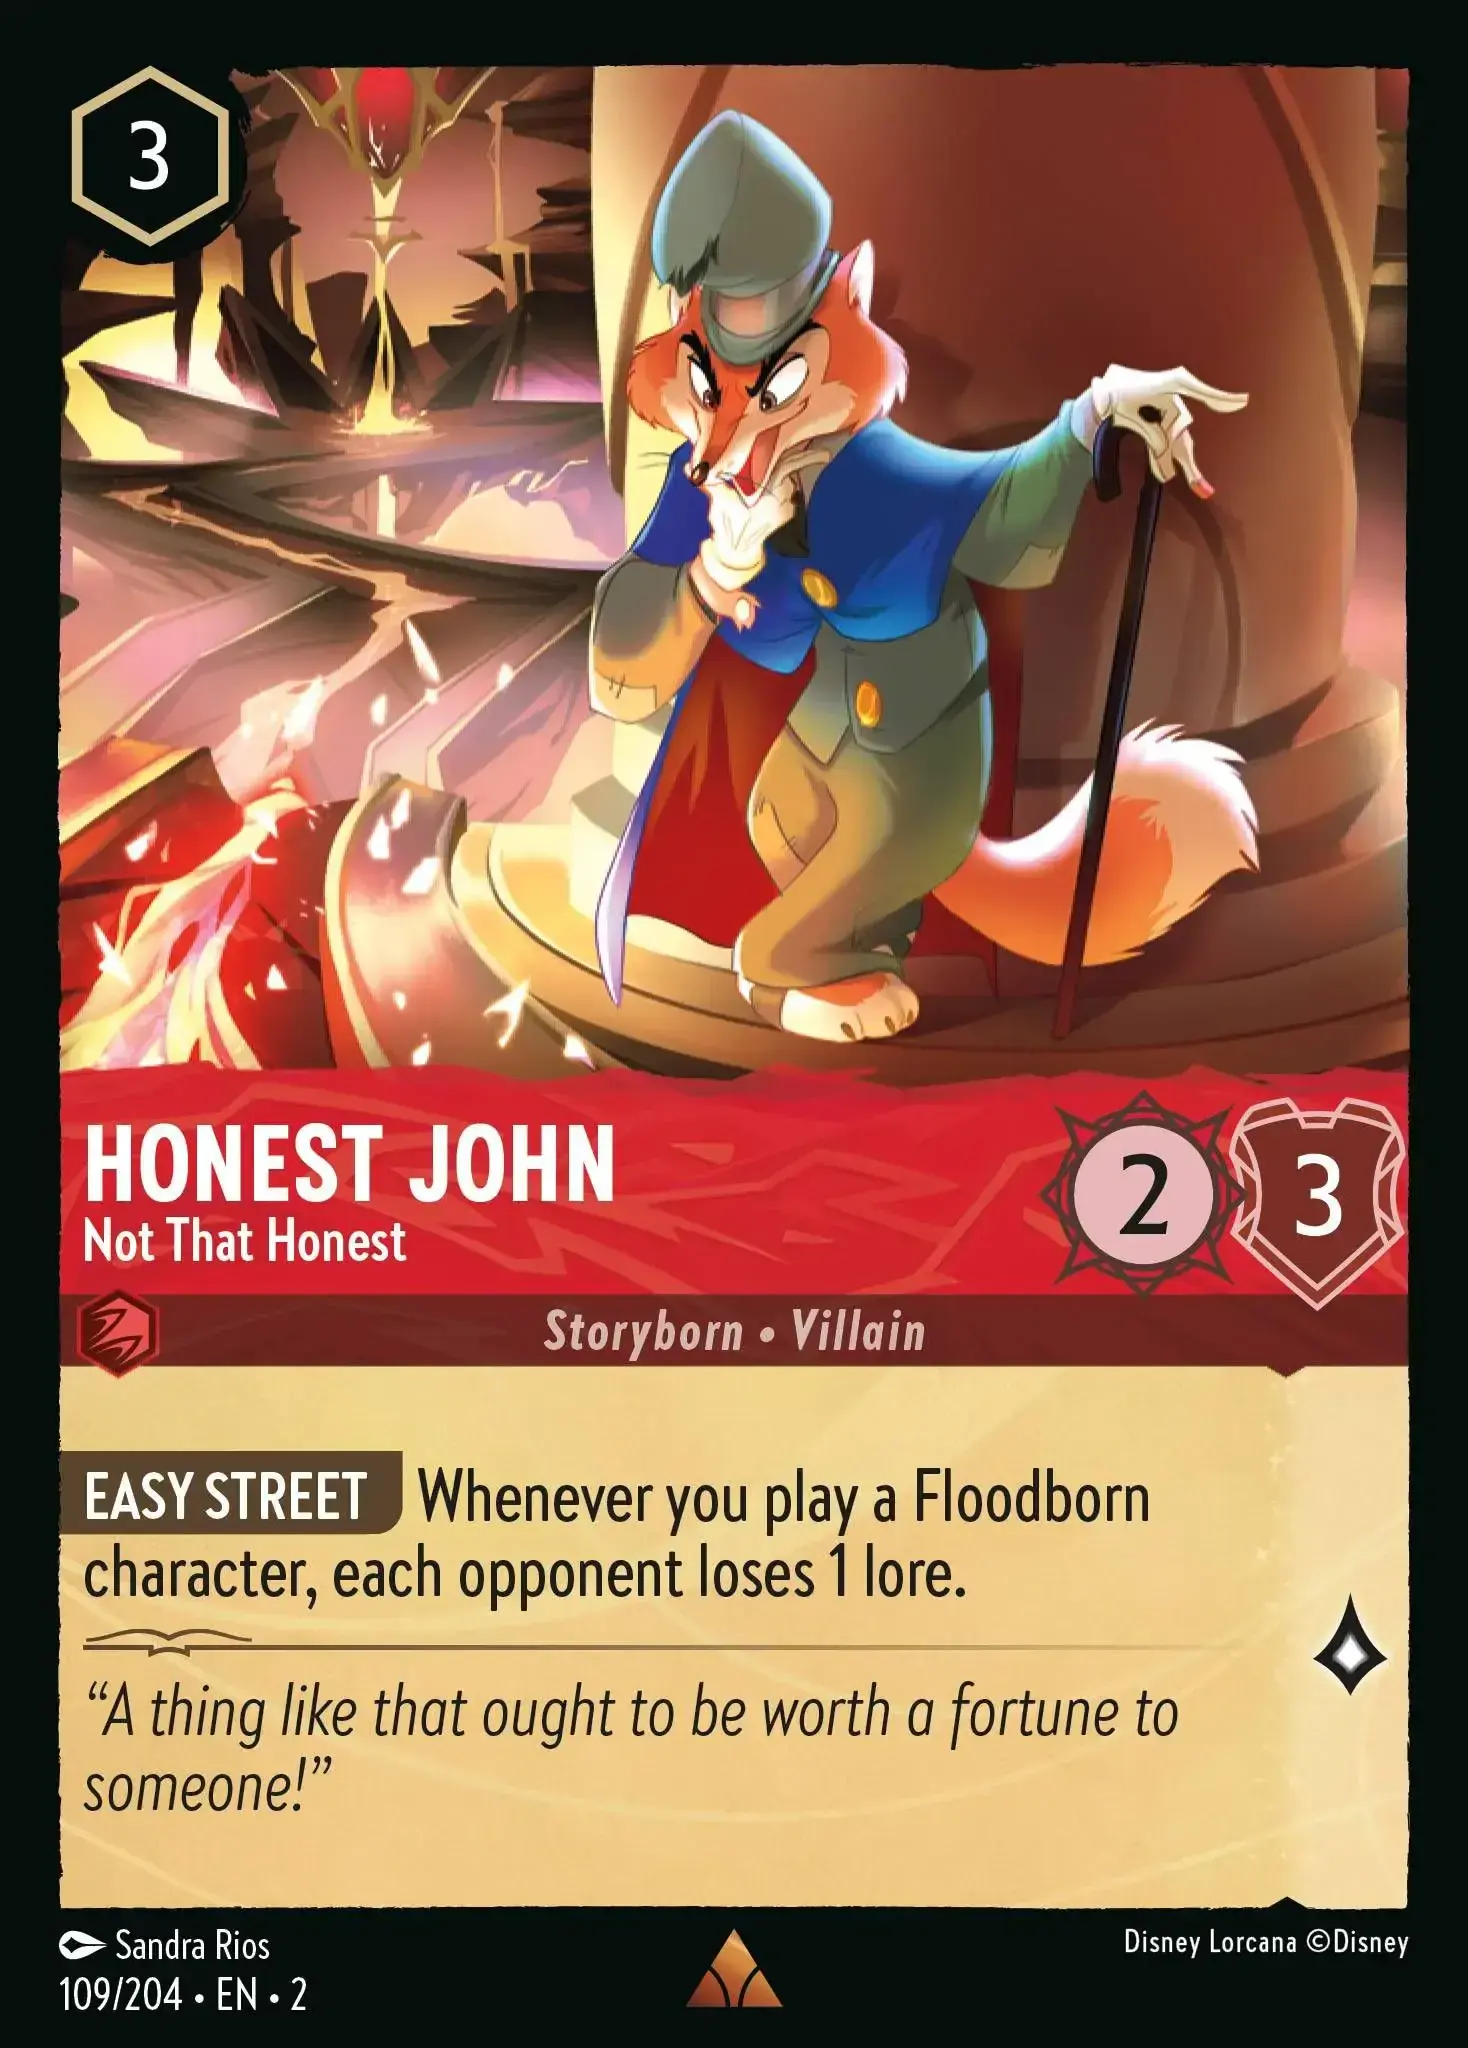 3
HONEST JOHN
Not That Honest
2 3
Storyborn • Villain
EASY STREET Whenever you play a Floodborn
character, each opponent loses 1 lore.
“A thing like that ought to be worth a fortune to
someone!”
Sandra Rios
109/204 • EN • 2
Disney Lorcana ©Disney